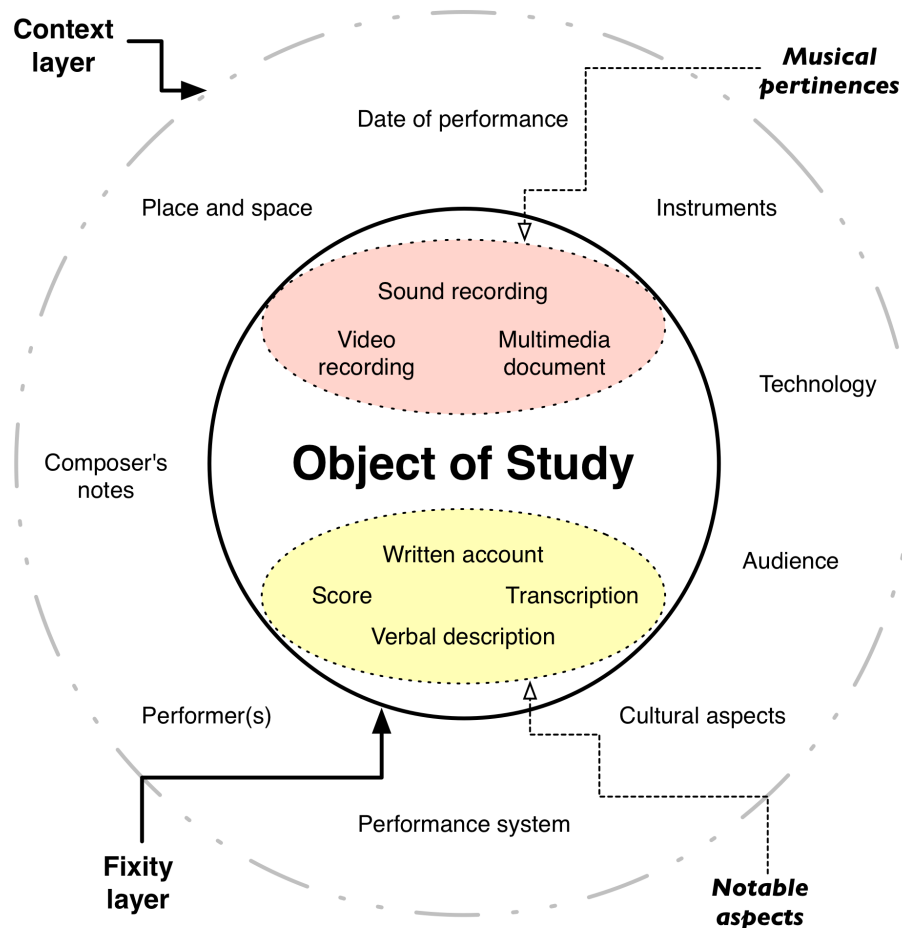 Context
layer
Musical
pertinences
Date of performance
Place and space
Instruments
Sound recording
Video
recording
Multimedia
document
Technology
Composer's
notes
Object of Study
Written account
Audience
Score
Transcription
Verbal description
Performer(s)
Cultural aspects
Performance system
Fixity
layer
Notable
aspects